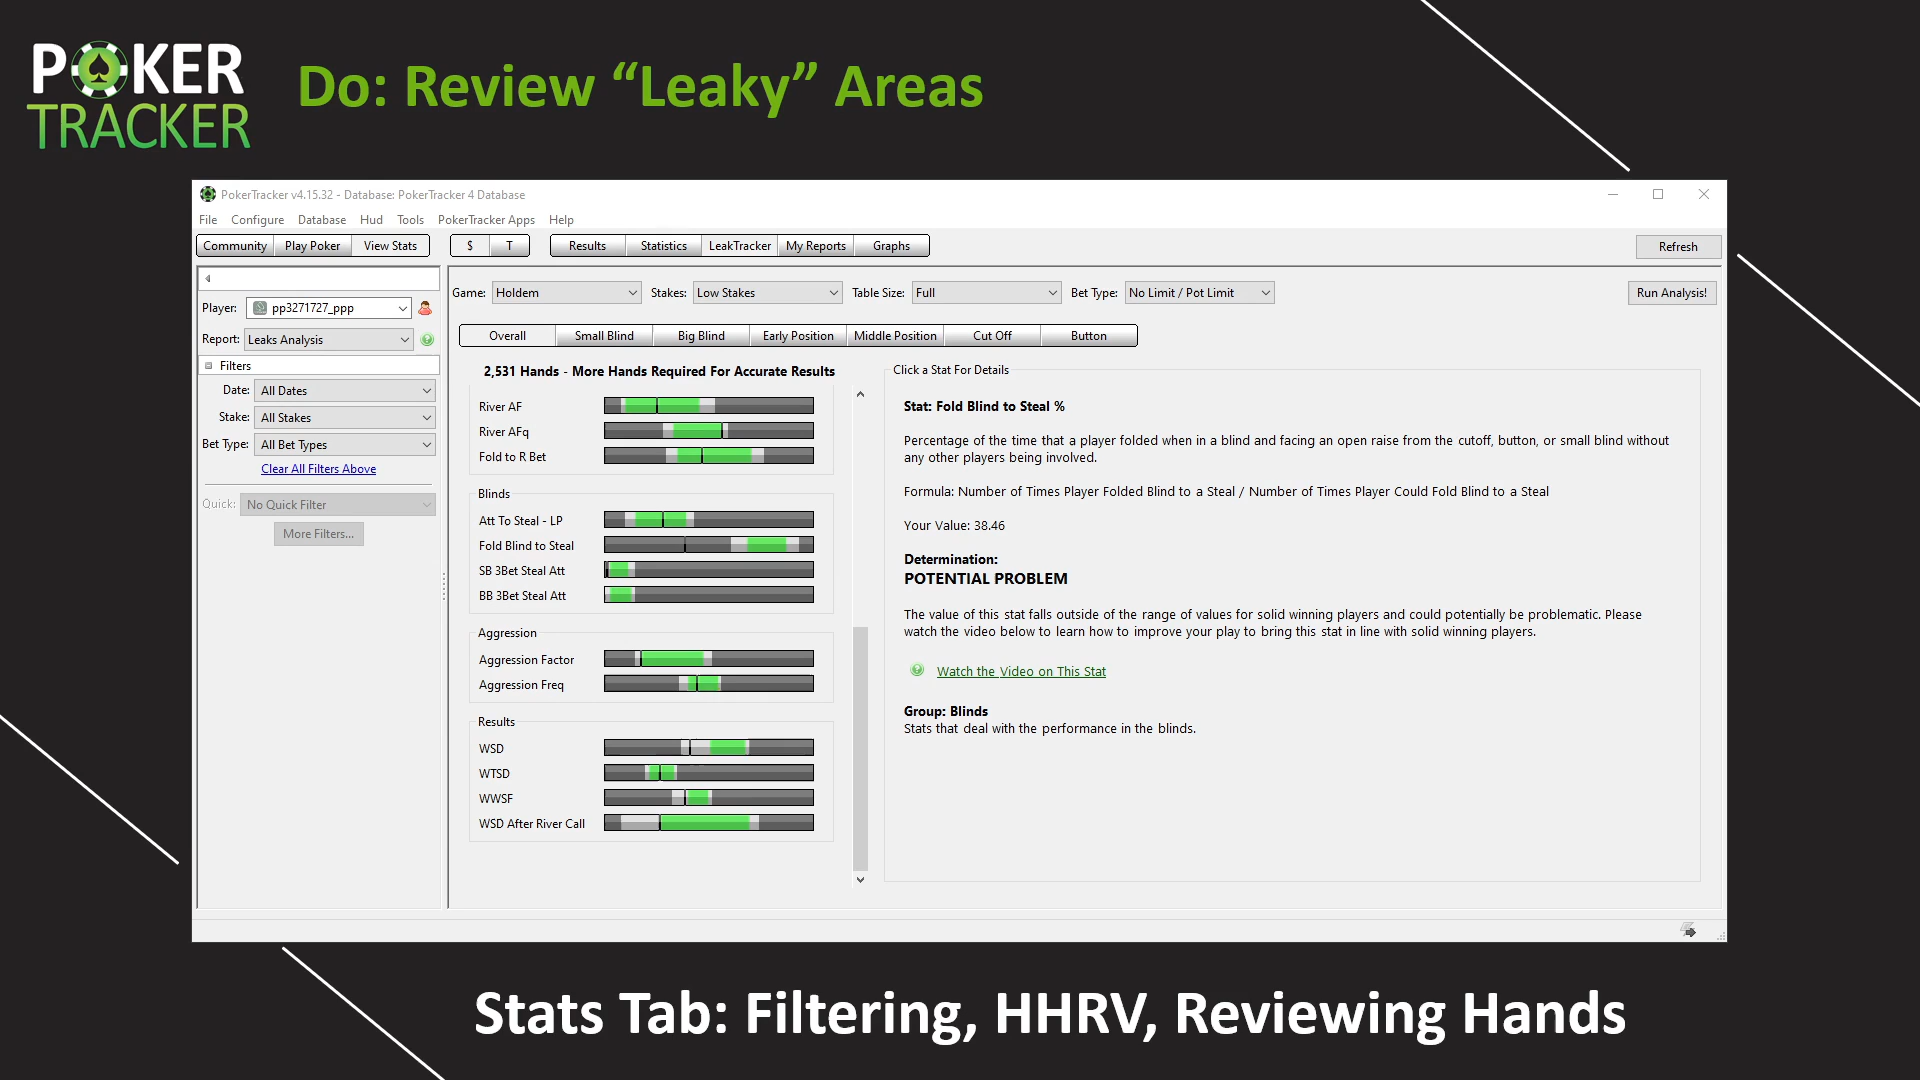 POKER
TRACKER
Do: Review “Leaky” Areas
PokerTracker v4.15.32 - Database: PokerTracker 4 Database
File Configure Database Hud Tools PokerTracker Apps Help
Community Play Poker View Stats $ T Results Statistics LeakTracker My Reports Graphs Refresh
Player: pp3271727_ppp
Report: Leaks Analysis
Filters
Date: All Dates
Stake: All Stakes
Bet Type: All Bet Types
Clear All Filters Above
Quick: No Quick Filter
More Filters...
Game: Holdem Stakes: Low Stakes Table Size: Full Bet Type: No Limit / Pot Limit Run Analysis!
Overall Small Blind Big Blind Early Position Middle Position Cut Off Button
2,531 Hands - More Hands Required For Accurate Results
River AF
River AFq
Fold to R Bet
Blinds
Att To Steal - LP
Fold Blind to Steal
SB 3Bet Steal Att
BB 3Bet Steal Att
Aggression
Aggression Factor
Aggression Freq
Results
WSD
WTSD
WWSF
WSD After River Call
Click a Stat For Details
Stat: Fold Blind to Steal %
Percentage of the time that a player folded when in a blind and facing an open raise from the cutoff, button, or small blind without
any other players being involved.
Formula: Number of Times Player Folded Blind to a Steal / Number of Times Player Could Fold Blind to a Steal
Your Value: 38.46
Determination:
POTENTIAL PROBLEM
The value of this stat falls outside of the range of values for solid winning players and could potentially be problematic. Please
watch the video below to learn how to improve your play to bring this stat in line with solid winning players.
Watch the Video on This Stat
Group: Blinds
Stats that deal with the performance in the blinds.
Stats Tab: Filtering, HHRV, Reviewing Hands